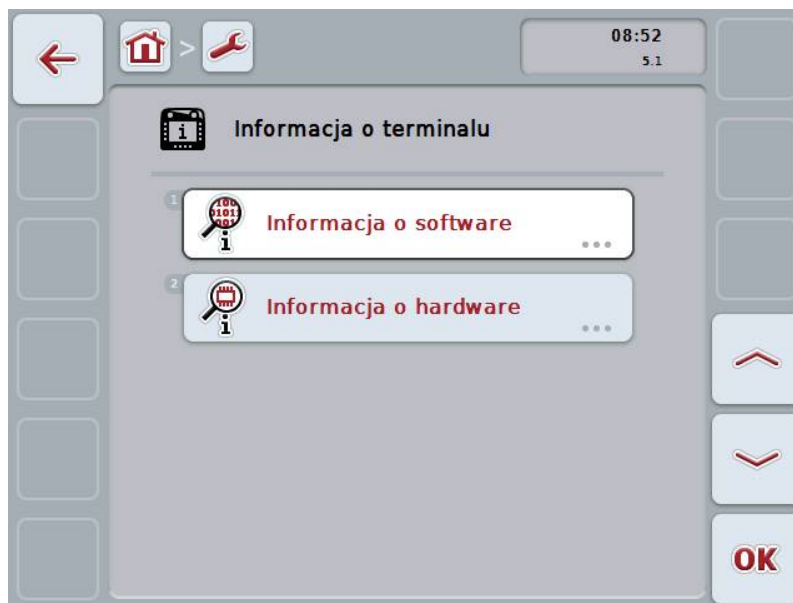 >
08:52
5.1
Informacja o terminalu
1
Informacja o software
2
Informacja o hardware
OK